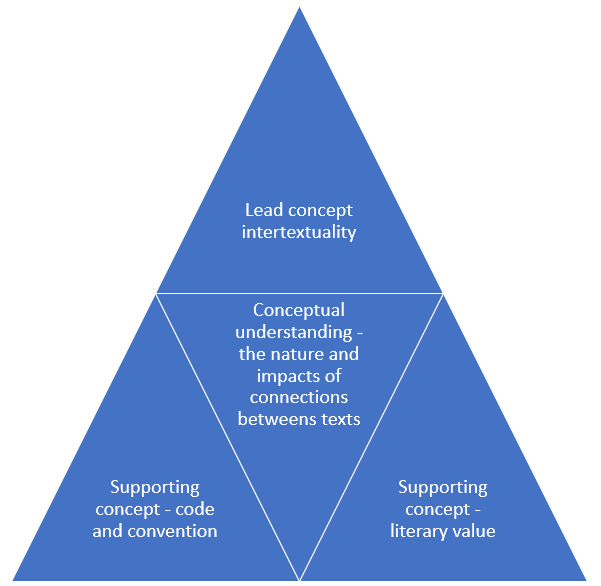 Lead concept
intertextuality
Conceptual
understanding -
the nature and
impacts of
connections
betweens texts
Supporting
concept - code
and convention
Supporting
concept -
literary value